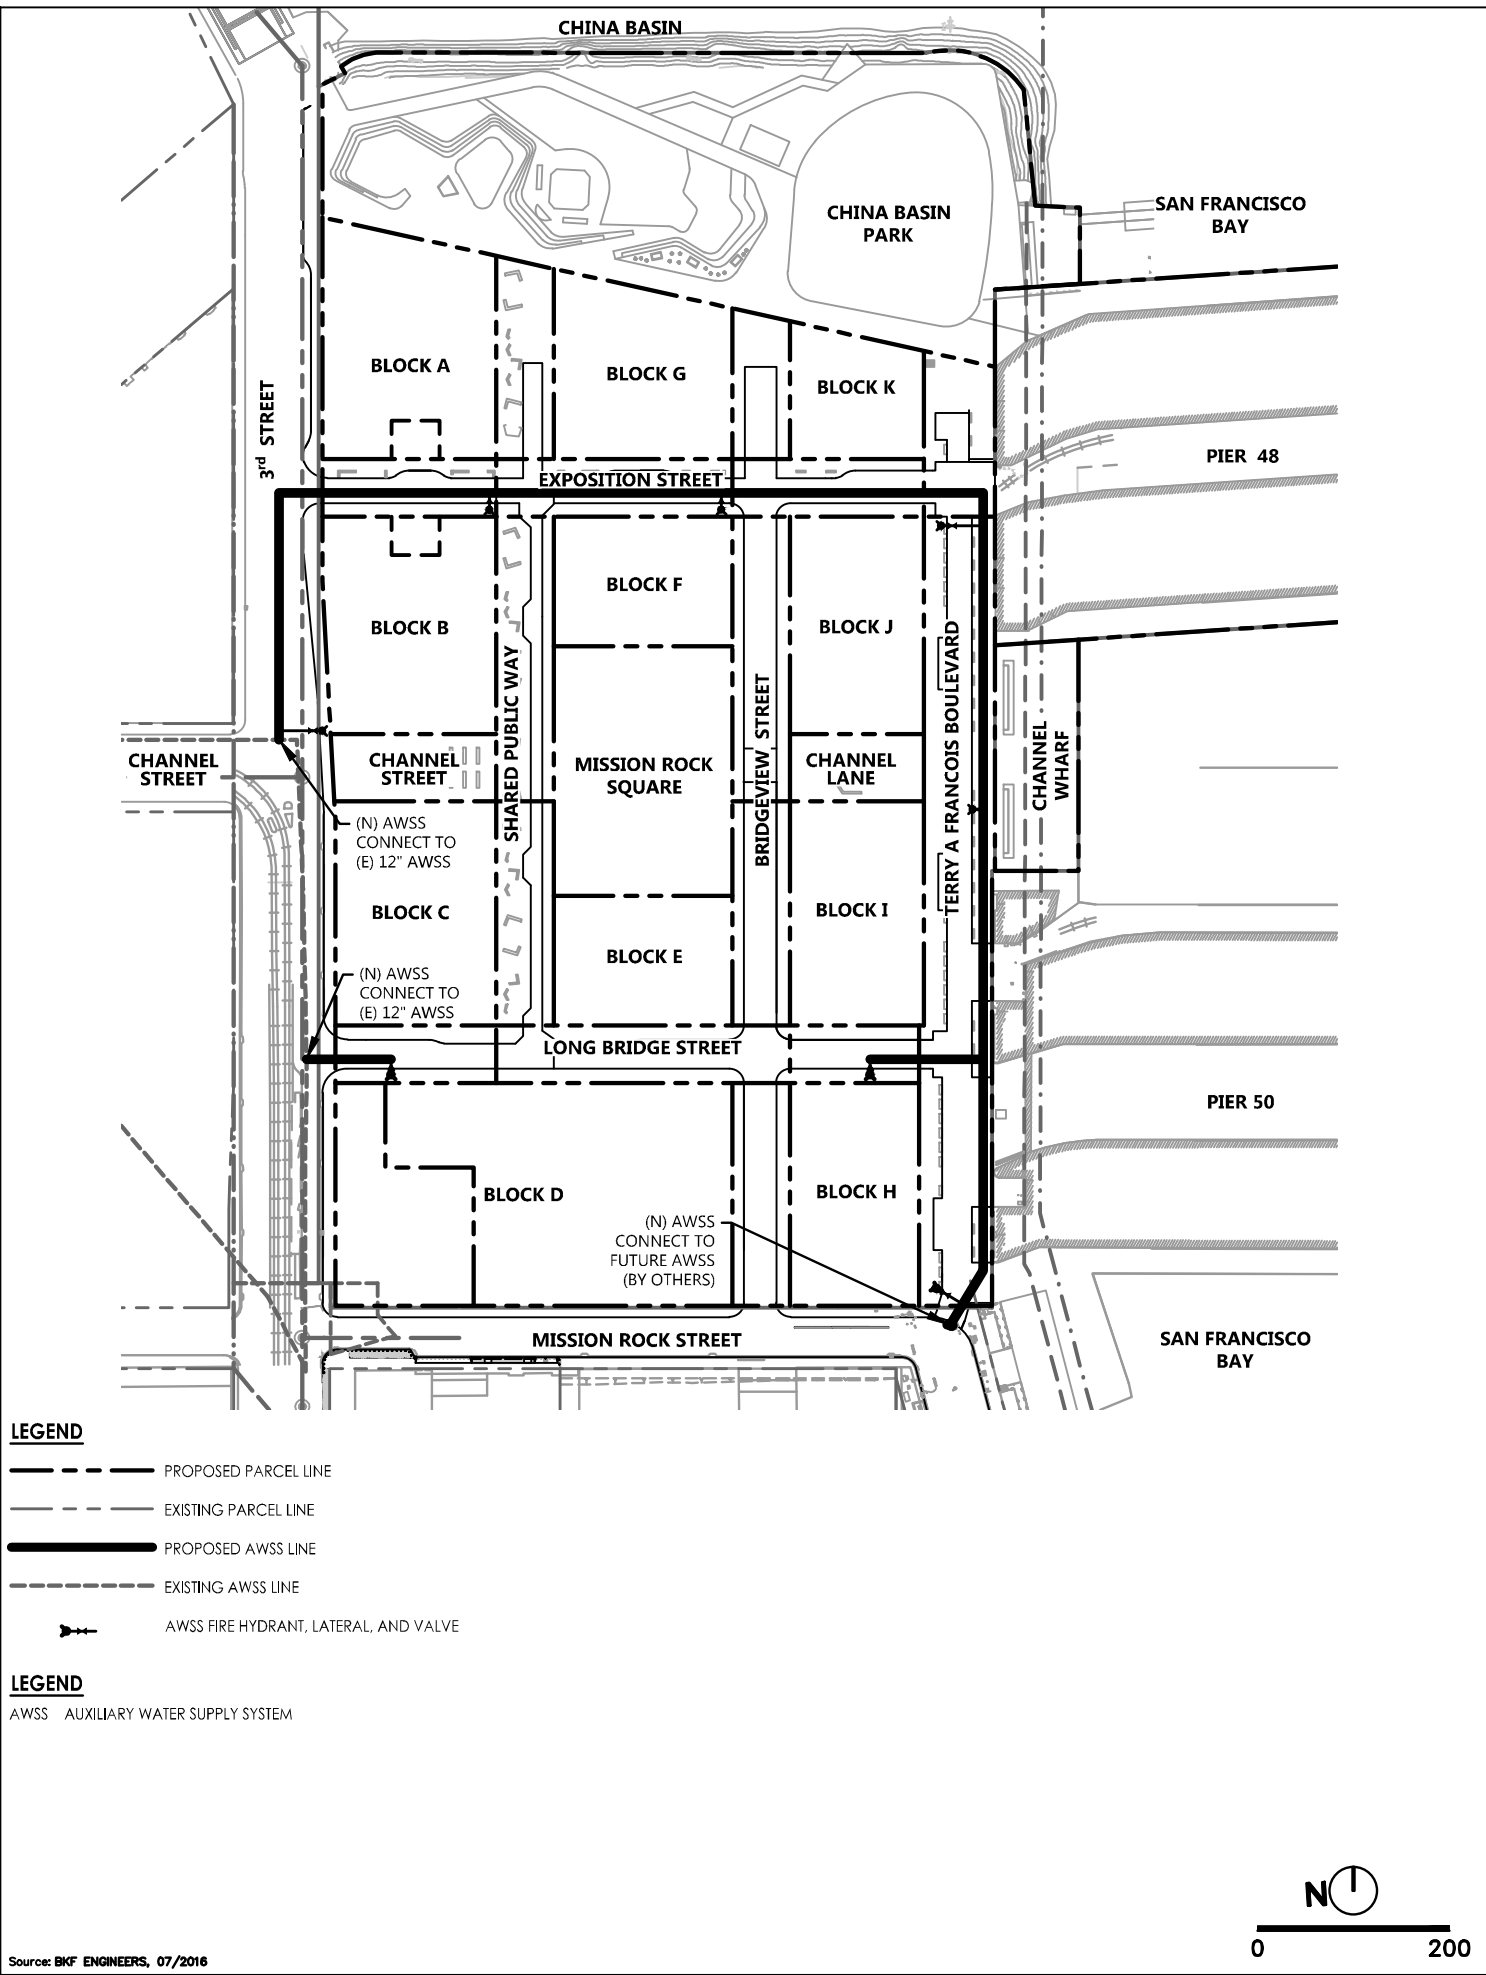 CHINA BASIN
SAN FRANCISCO
BAY
CHINA BASIN
PARK
BLOCK A
BLOCK G
BLOCK K
3rd STREET
PIER 48
EXPOSITION STREET
BLOCK F
BLOCK B
BLOCK J
SHARED PUBLIC WAY
BRIDGEVIEW STREET
TERRY A FRANCOIS BOULEVARD
CHANNEL
WHARF
CHANNEL
STREET
CHANNEL
STREET
MISSION ROCK
SQUARE
CHANNEL
LANE
(N) AWSS
CONNECT TO
(E) 12" AWSS
BLOCK C
BLOCK I
BLOCK E
(N) AWSS
CONNECT TO
(E) 12" AWSS
LONG BRIDGE STREET
PIER 50
BLOCK D
BLOCK H
(N) AWSS
CONNECT TO
FUTURE AWSS
(BY OTHERS)
MISSION ROCK STREET
SAN FRANCISCO
BAY
LEGEND
PROPOSED PARCEL LINE
EXISTING PARCEL LINE
PROPOSED AWSS LINE
EXISTING AWSS LINE
AWSS FIRE HYDRANT, LATERAL, AND VALVE
LEGEND
AWSS AUXILIARY WATER SUPPLY SYSTEM
N
0 200
Source: BKF ENGINEERS, 07/2016